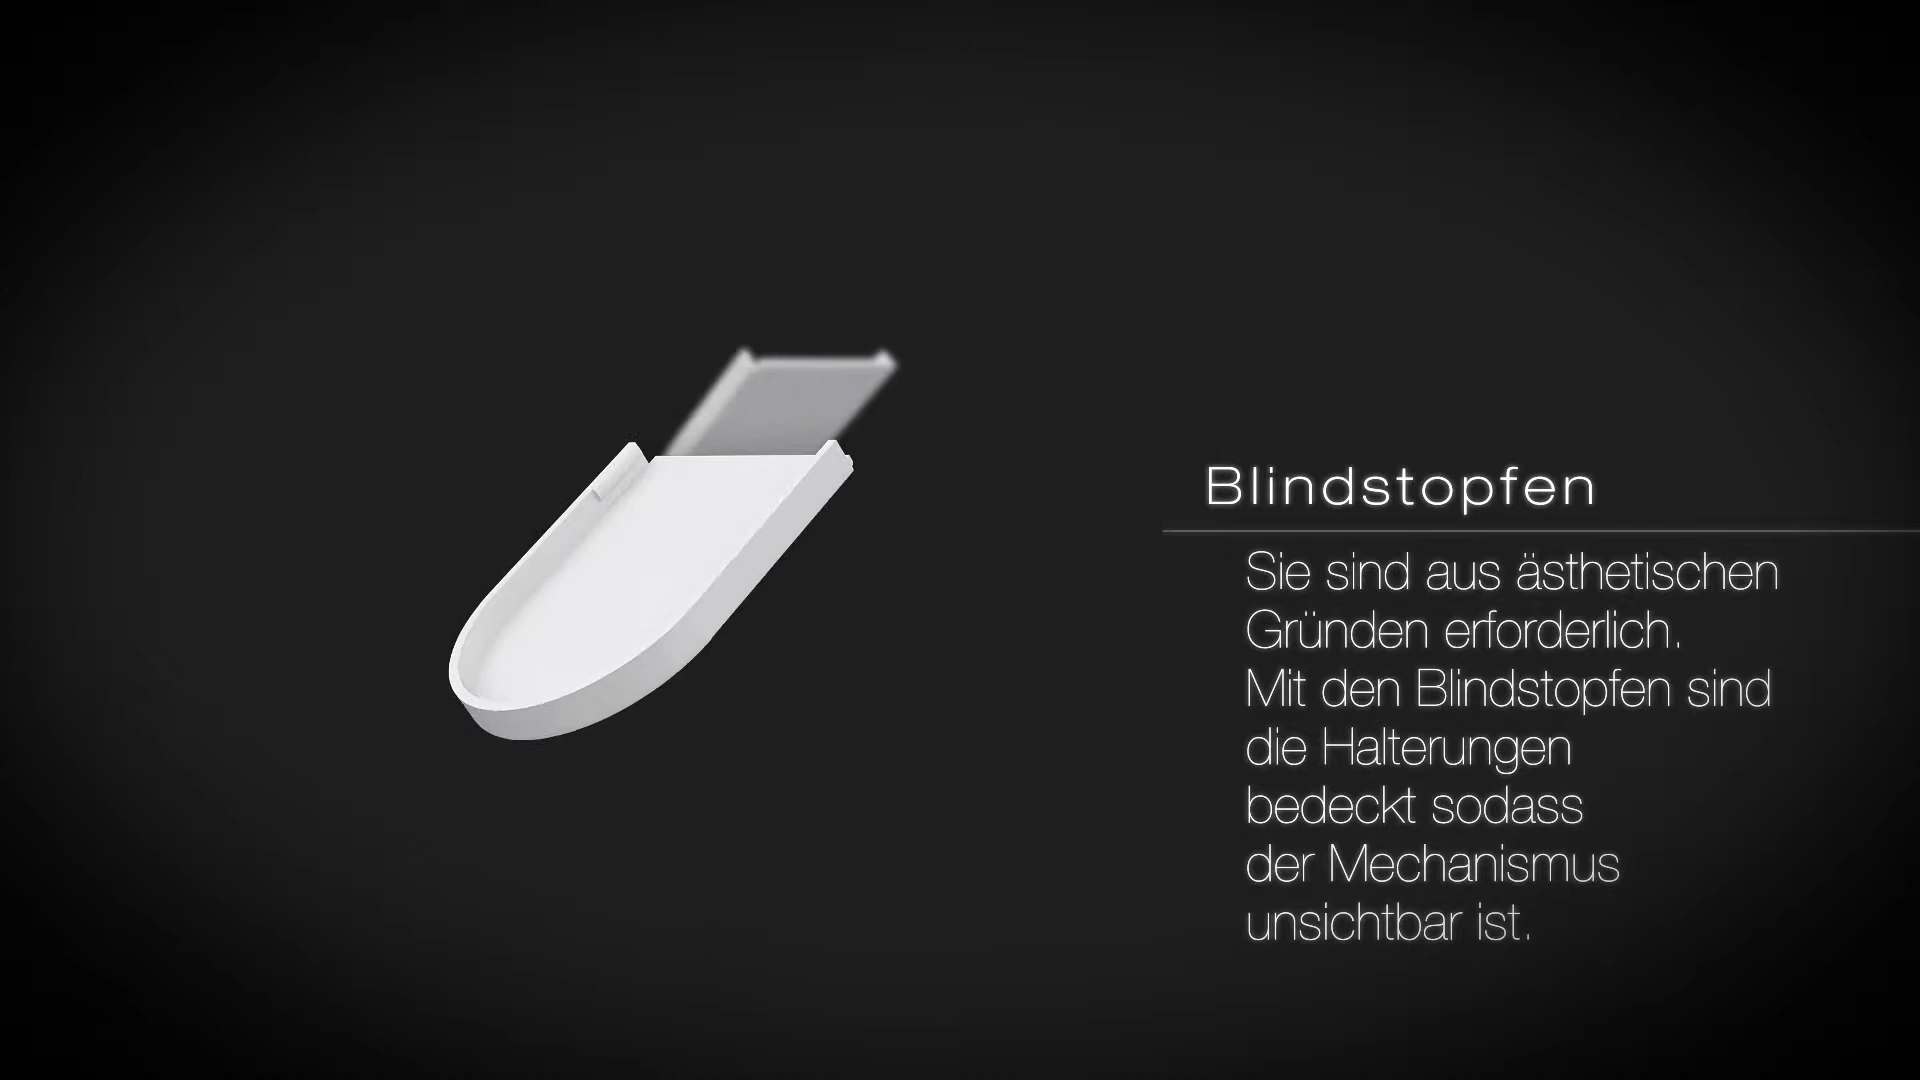 Blindstopfen
Sie sind aus ästhetischen
Gründen erforderlich.
Mit den Blindstopfen sind
die Halterungen
bedeckt sodass
der Mechanismus
unsichtbar ist.